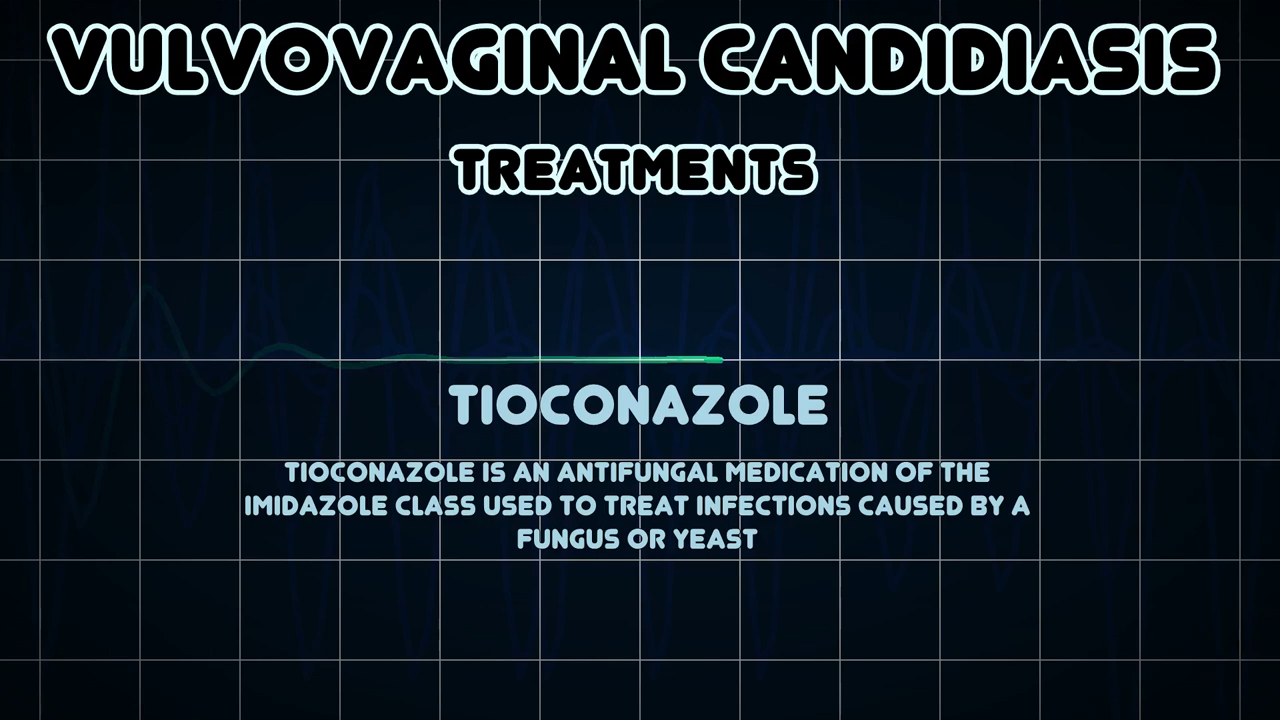 VULVOVAGINAL CANDIDIASIS
TREATMENTS
TIOCONAZOLE
TIOCONAZOLE IS AN ANTIFUNGAL MEDICATION OF THE
IMIDAZOLE CLASS USED TO TREAT INFECTIONS CAUSED BY A
FUNGUS OR YEAST